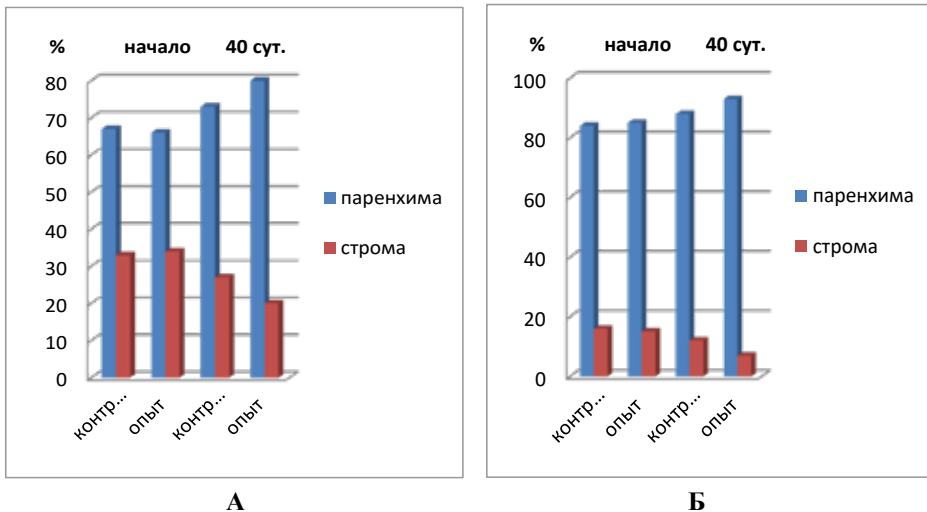 % начало 40 сут.
80
70
60
50
40
30
20
10
0
контр...
опыт
контр...
опыт
паренхима
строма
А
% начало 40 сут.
100
80
60
40
20
0
контр...
опыт
контр...
опыт
паренхима
строма
Б